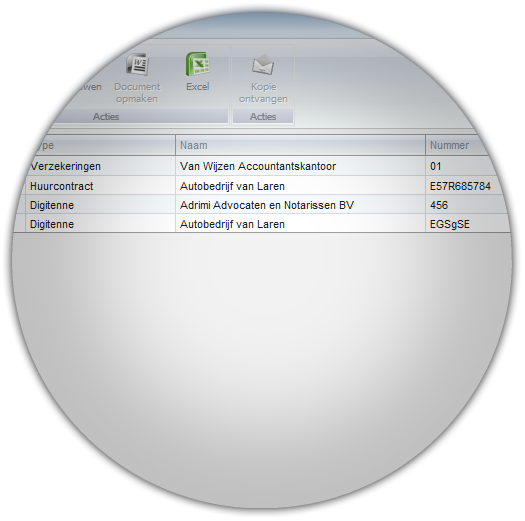 uwen
Document
opmaken
Excel
Kopie
ontvangen
Acties
Acties
ype
Naam
Nummer
Verzekeringen Van Wijzen Accountantskantoor 01
Huurcontract Autobedrijf van Laren E57R685784
Digitenne Adrimi Advocaten en Notarissen BV 456
Digitenne Autobedrijf van Laren EGSgSE